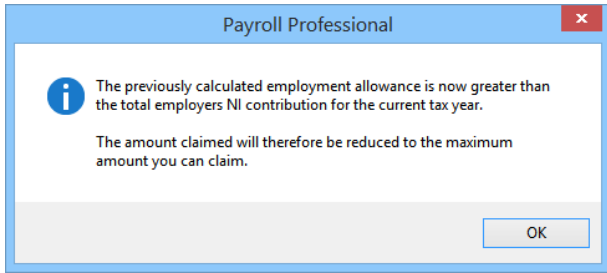 Payroll Professional
The previously calculated employment allowance is now greater than
the total employers NI contribution for the current tax year.
The amount claimed will therefore be reduced to the maximum
amount you can claim.
OK